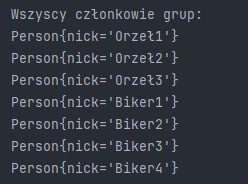 Wszyscy członkowie grup:
Person{nick='Orzeł1'}
Person{nick='Orzeł2'}
Person{nick='Orzeł3'}
Person{nick='Biker1'}
Person{nick='Biker2'}
Person{nick='Biker3'}
Person{nick='Biker4'}